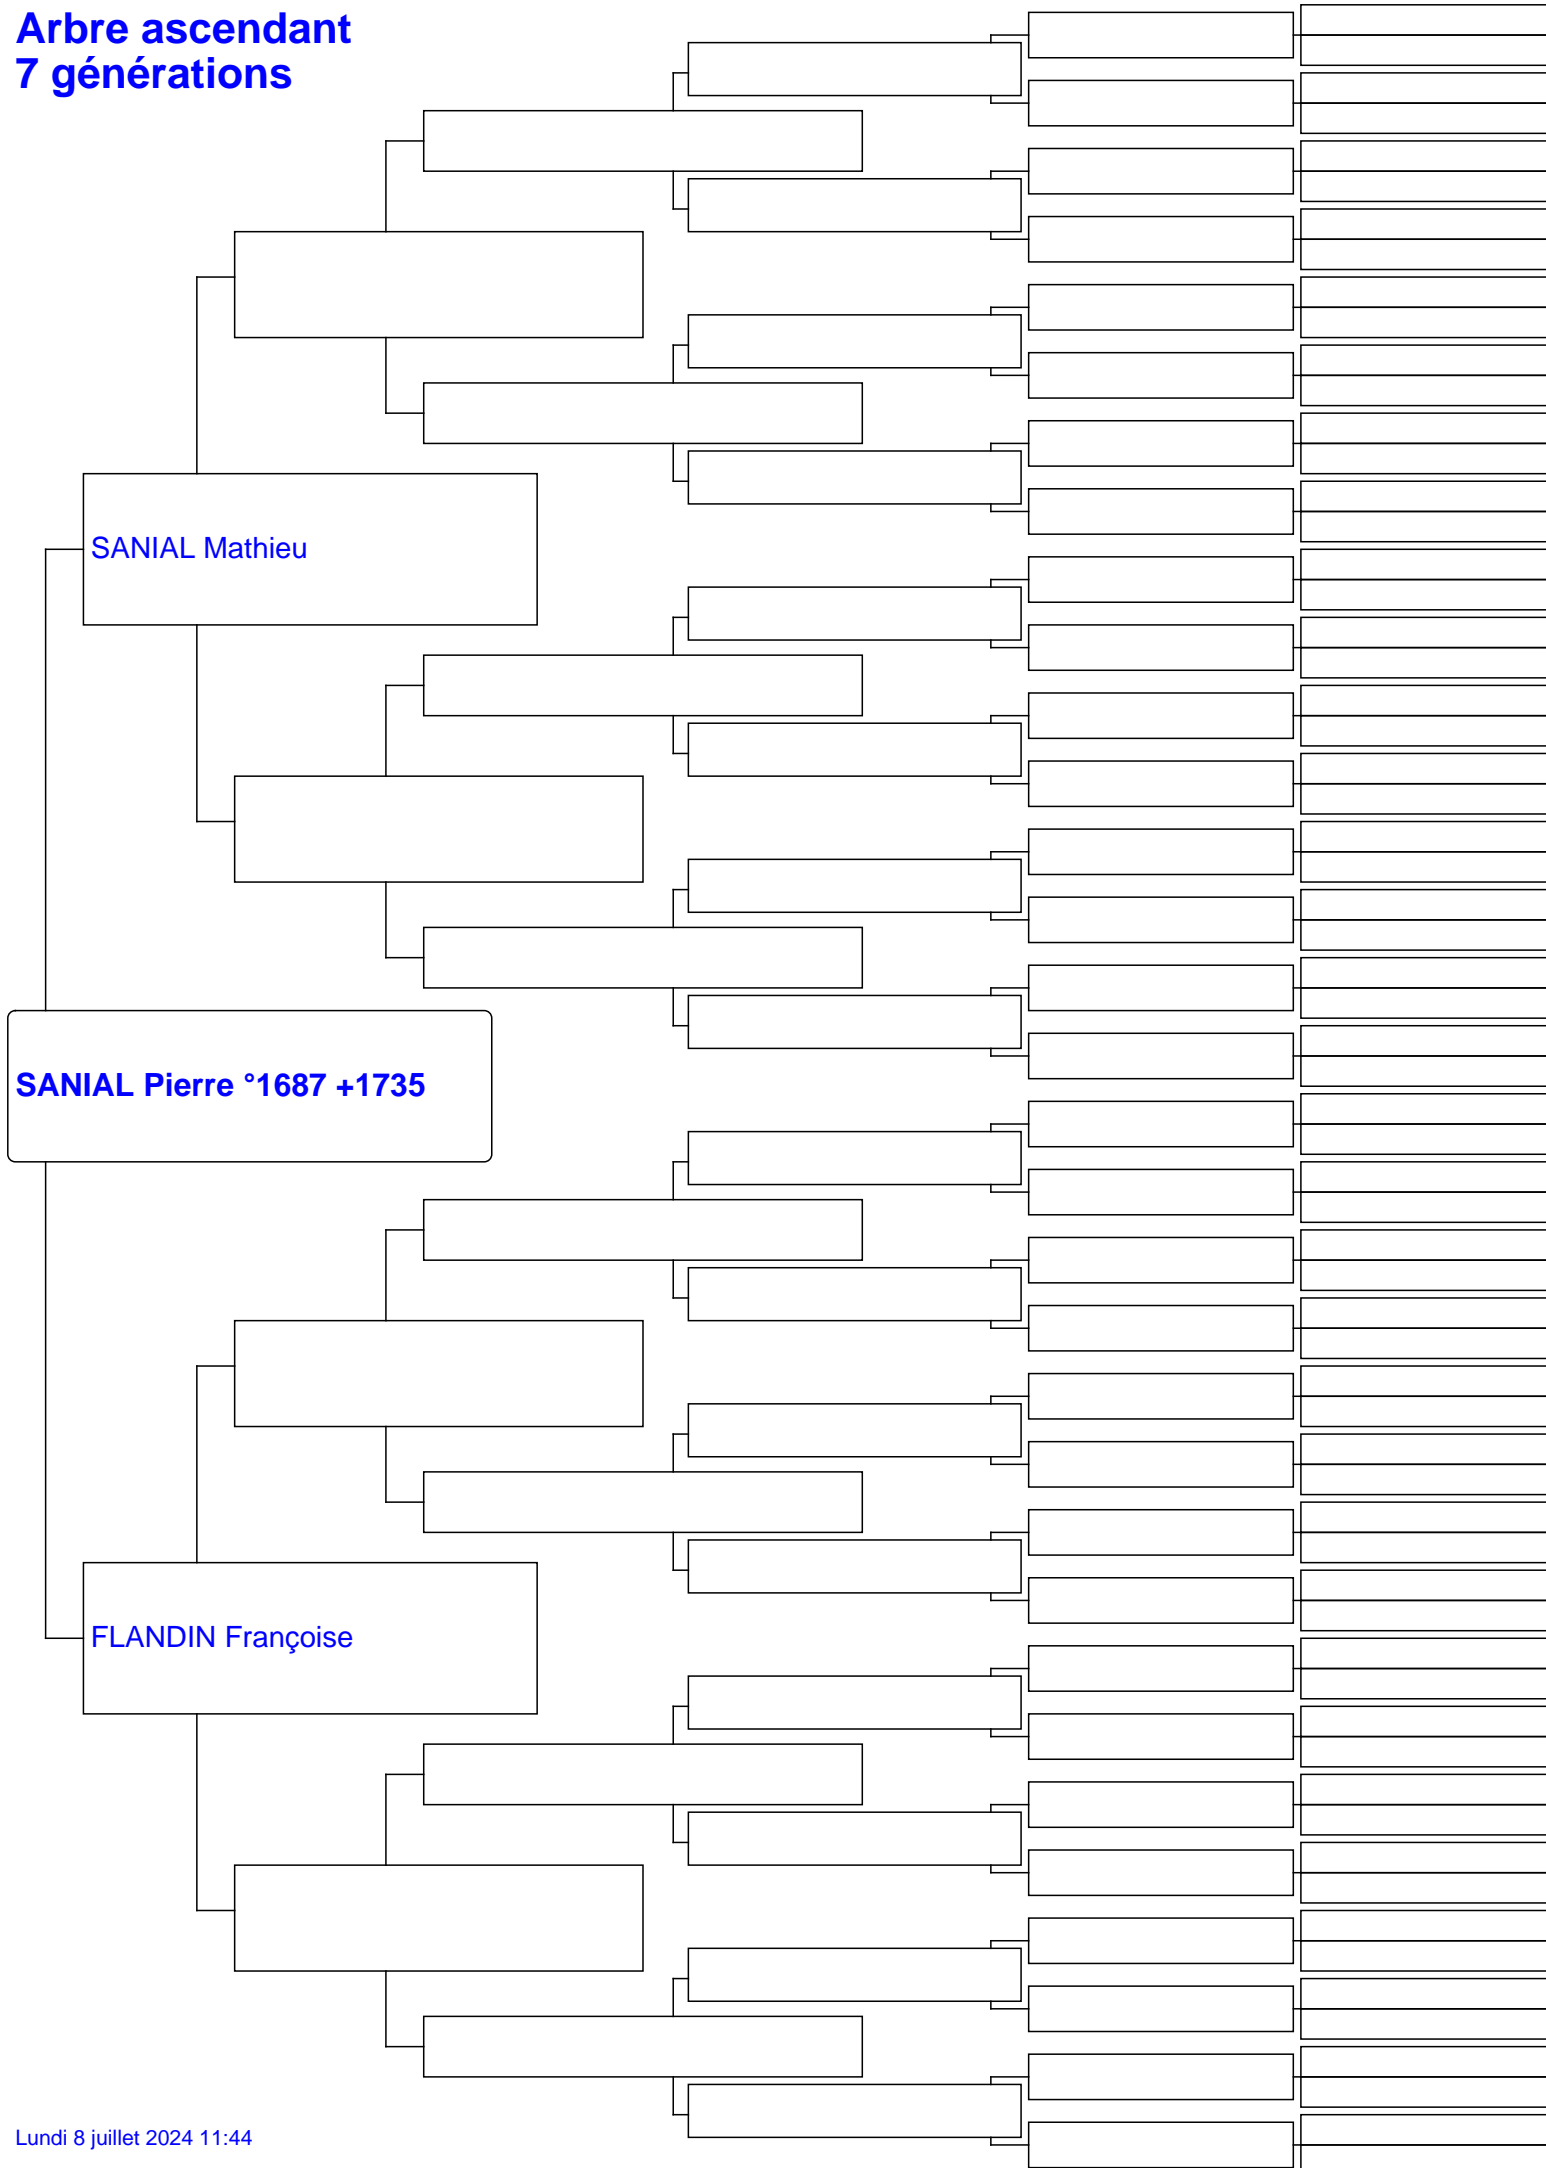 Arbre ascendant
7 générations
SANIAL Mathieu
SANIAL Pierre °1687 +1735
FLANDIN Françoise
Lundi 8 juillet 2024 11:44